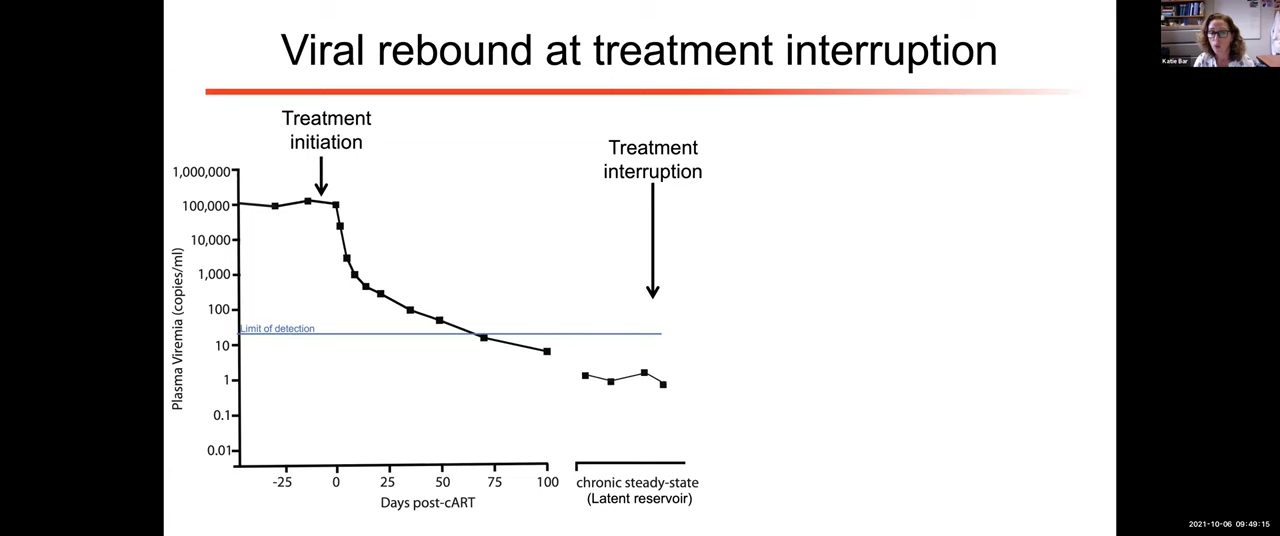 Viral rebound at treatment interruption
Katie Bar
Treatment
initiation
Treatment
interruption
1,000,000
100,000
10,000
1,000
100
10
1
0.1
0.01
Plasma Viremia (copies/ml)
Limit of detection
-25
0
25
50
75
100
Days post-cART
chronic steady-state
(Latent reservoir)
2021-10-06 09:49:15